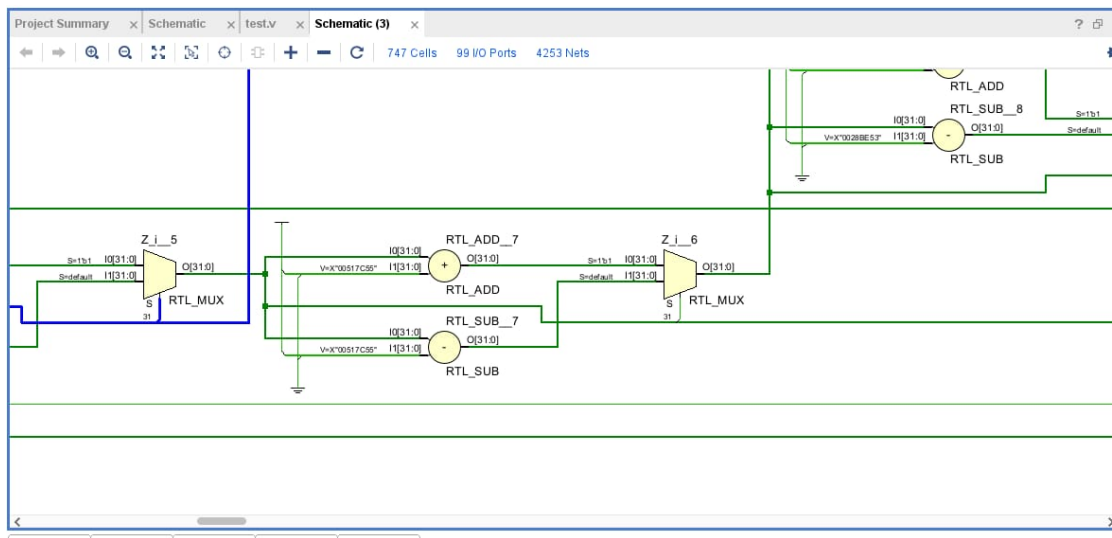 Project Summary × Schematic × test.v × Schematic (3) × ?
747 Cells 99 I/O Ports 4253 Nets
RTL_ADD
RTL_SUB__8
I0[31:0]
V=X"0028BE53" I1[31:0]
O[31:0]
RTL_SUB
S=1'b1
S=default
Z_i__5
S=1'b1 I0[31:0]
S=default I1[31:0]
O[31:0]
S
31
RTL_MUX
RTL_ADD__7
I0[31:0]
V=X"00517C55" I1[31:0]
O[31:0]
+
RTL_ADD
RTL_SUB__7
I0[31:0]
V=X"00517C55" I1[31:0]
O[31:0]
-
RTL_SUB
Z_i__6
S=1'b1 I0[31:0]
S=default I1[31:0]
O[31:0]
S
31
RTL_MUX